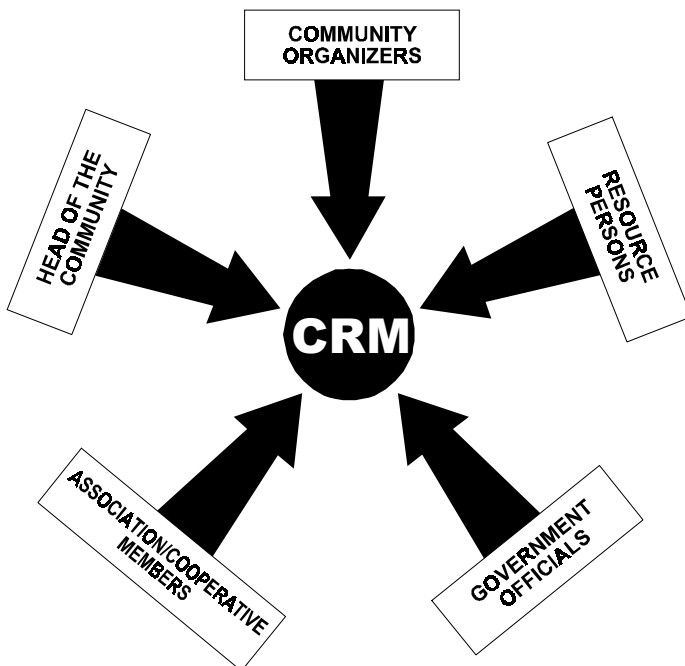 COMMUNITY
ORGANIZERS
HEAD OF THE
COMMUNITY
RESOURCE
PERSONS
CRM
ASSOCIATION/COOPERATIVE
MEMBERS
GOVERNMENT
OFFICIALS